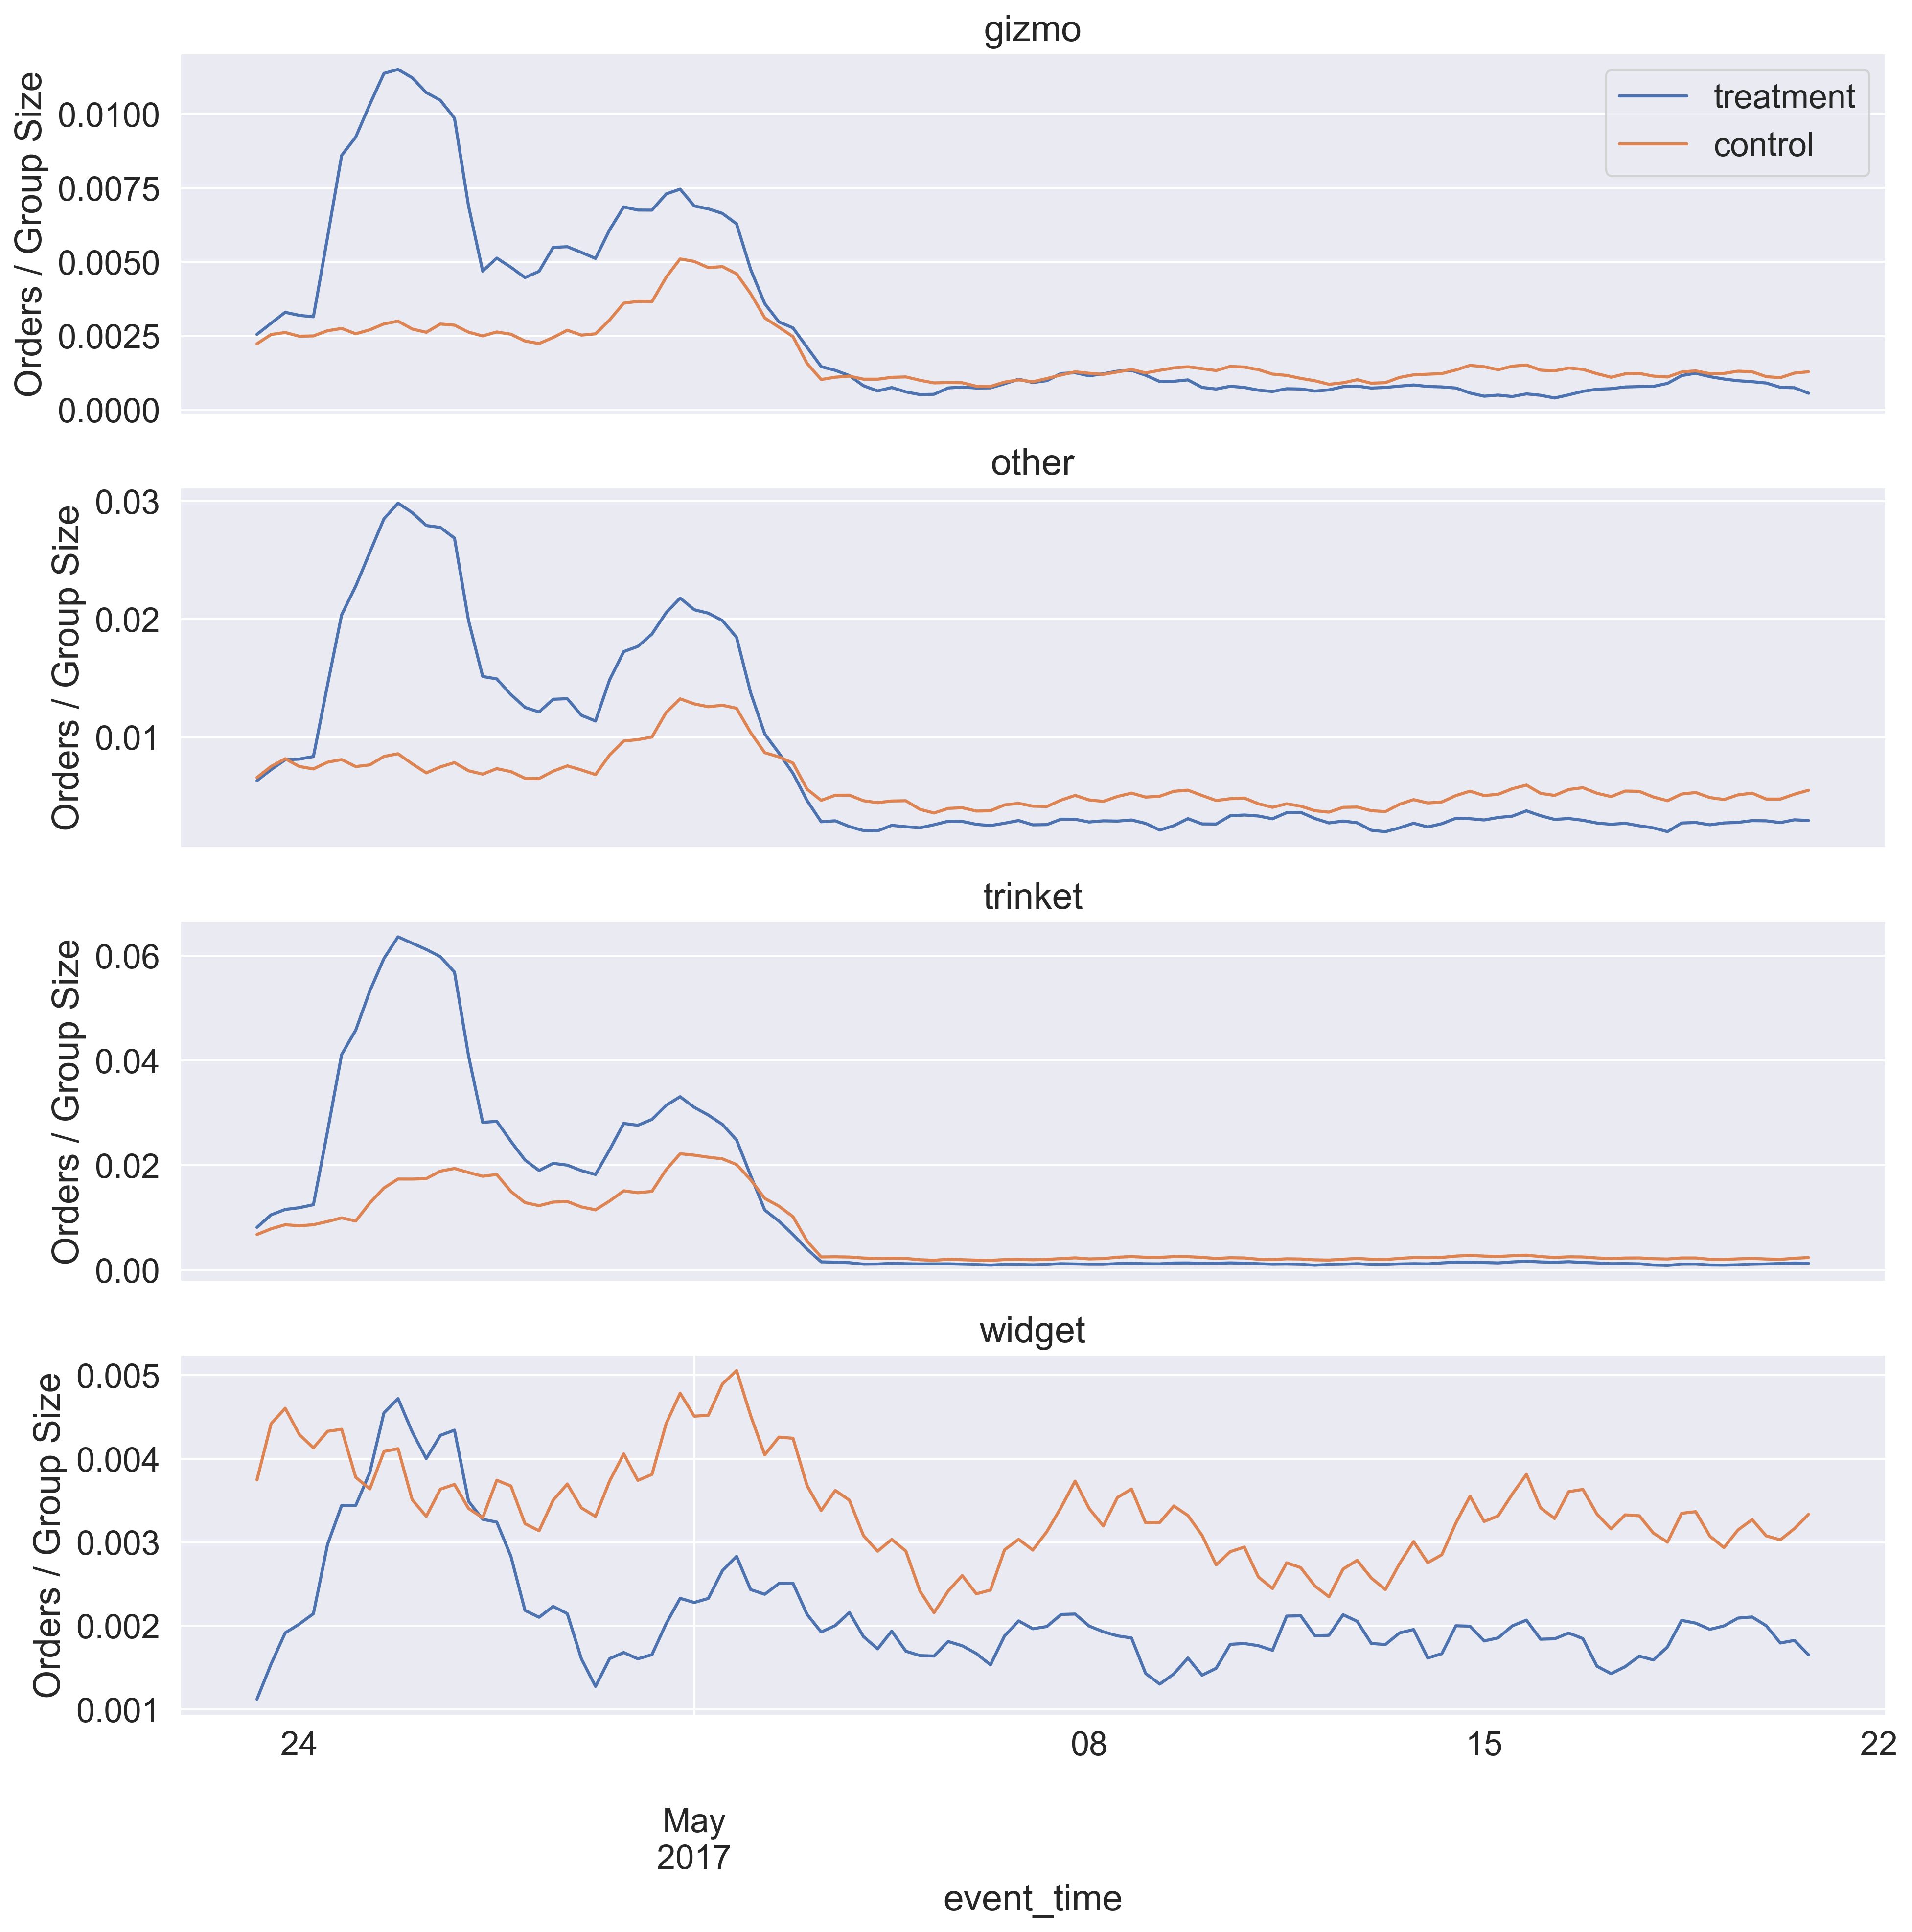 gizmo
Orders / Group Size
0.0100
0.0075
0.0050
0.0025
0.0000
treatment
control
other
Orders / Group Size
0.03
0.02
0.01
trinket
Orders / Group Size
0.06
0.04
0.02
0.00
widget
Orders / Group Size
0.005
0.004
0.003
0.002
0.001
24
08
15
22
May
2017
event_time